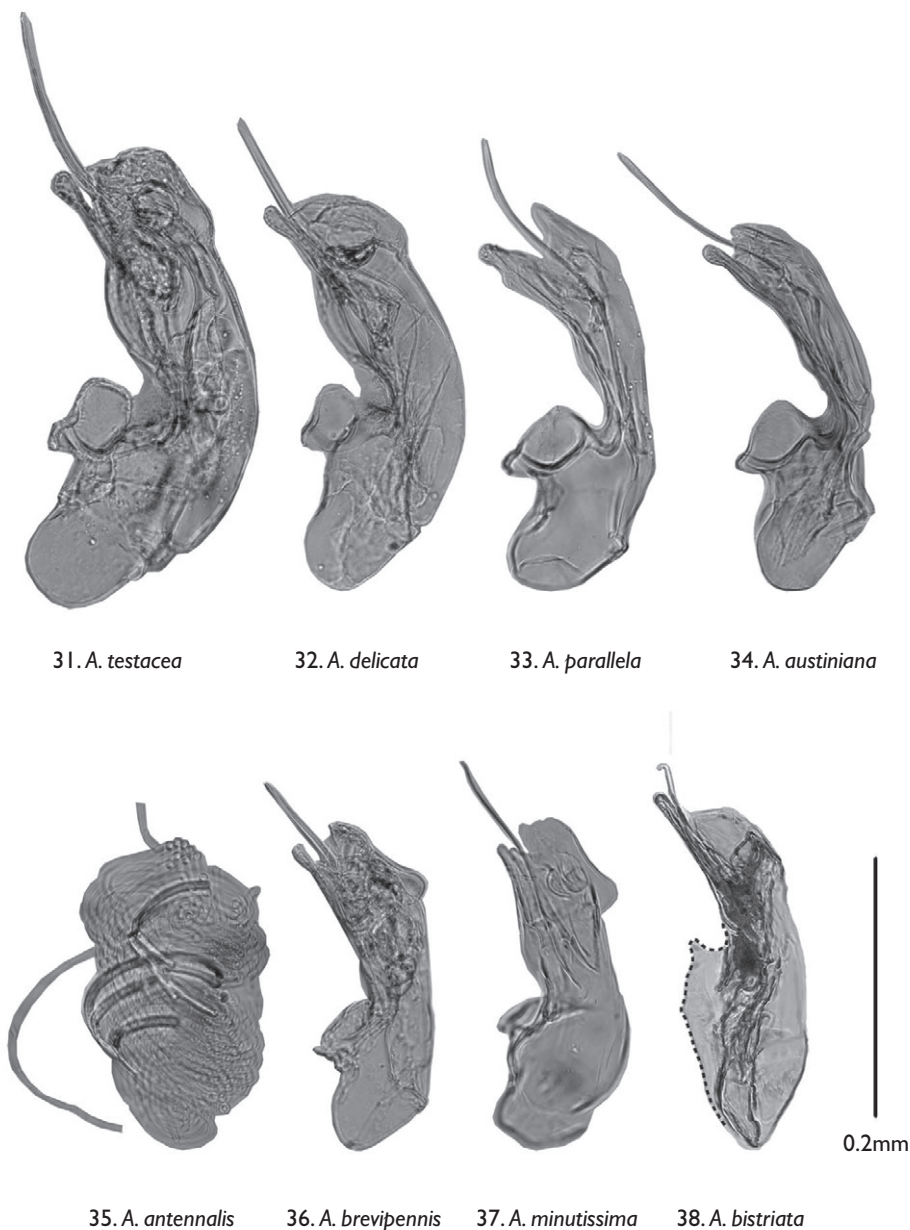 31. A. testacea
32. A. delicata
33. A. parallela
34. A. austiniana
0.2mm
35. A. antennalis
36. A. brevipennis
37. A. minutissima
38. A. bistriata